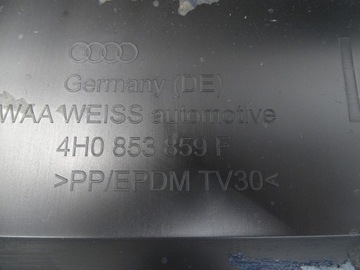 Germany (DE)
WAA WEISS automotive
4H0 853 859 F
>PP/EPDM TV30<